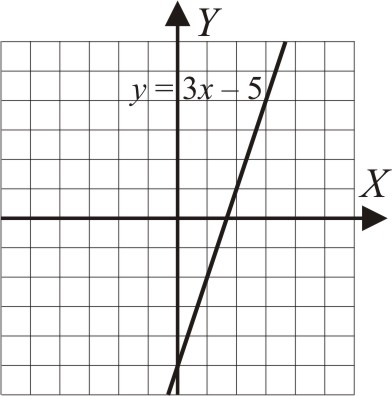 Y
y = 3x – 5
X